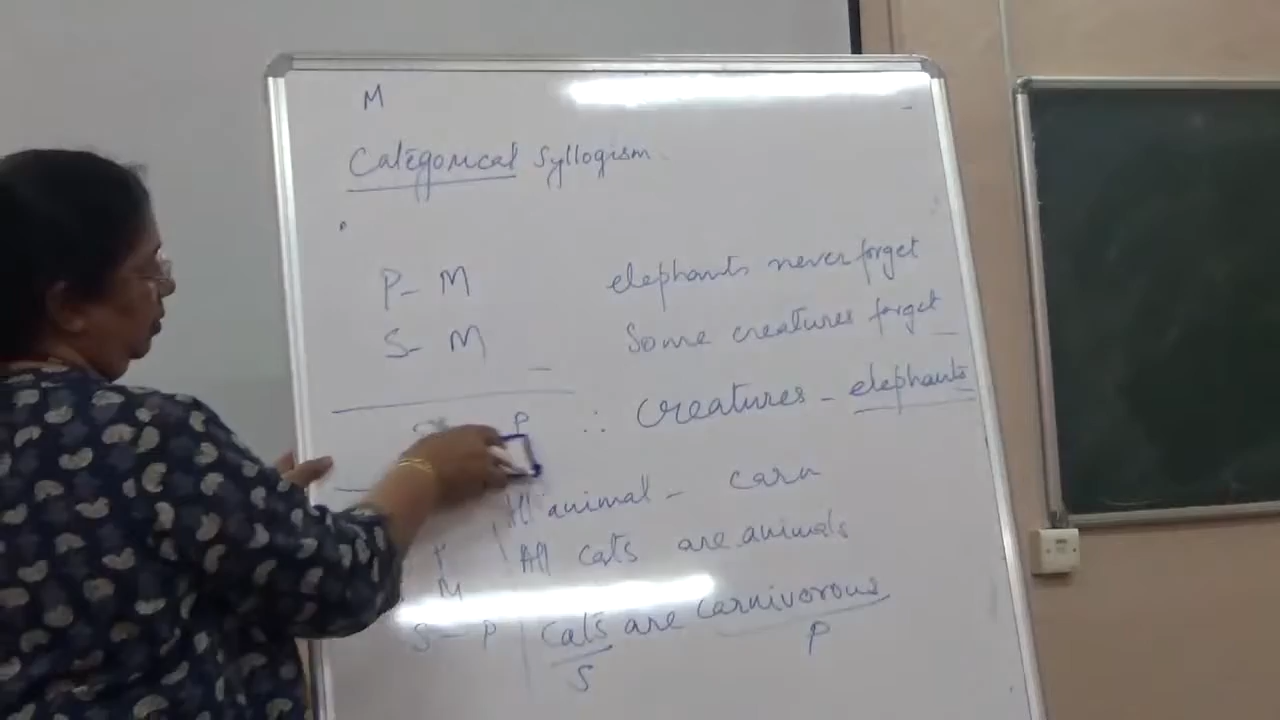 M
Categorical Syllogism
P - M elephants never forget
S - M Some creatures forget
P ∴ Creatures - elephants
All animal - carn
All cats are animals
M
S - P cats are carnivorous
S P